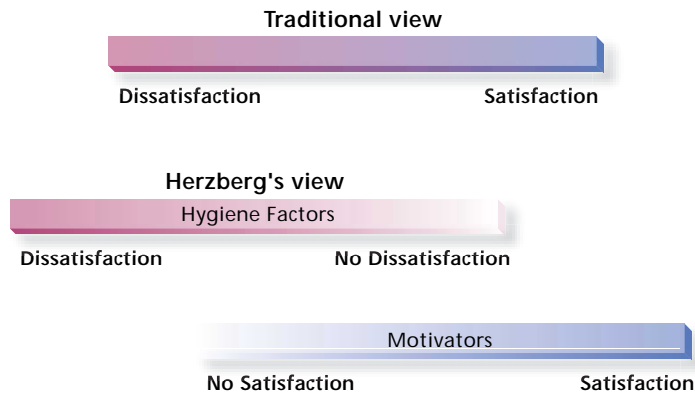 Traditional view
Dissatisfaction Satisfaction
Herzberg's view
Hygiene Factors
Dissatisfaction No Dissatisfaction
Motivators
No Satisfaction Satisfaction